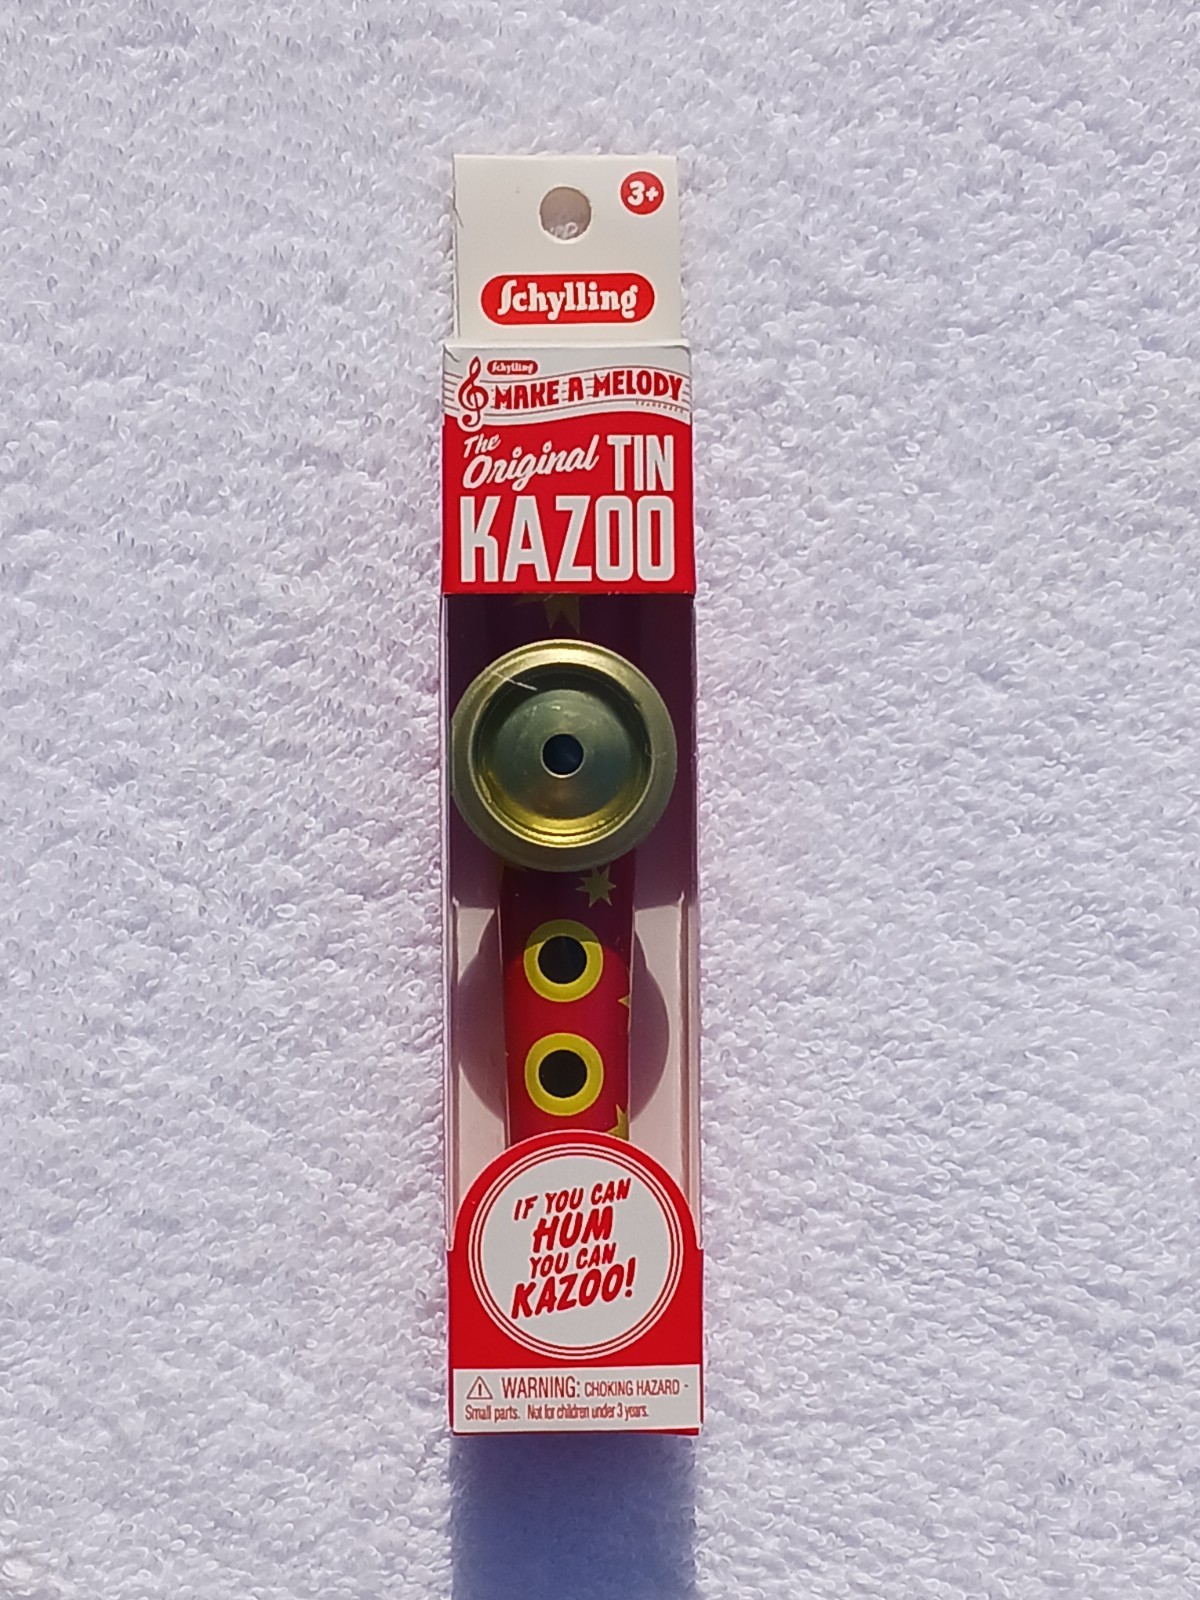 3+
Schylling
Schylling
MAKE A MELODY
The
Original TIN
KAZOO
IF YOU CAN
HUM
YOU CAN
KAZOO!
WARNING: CHOKING HAZARD -
Small parts. Not for children under 3 years.